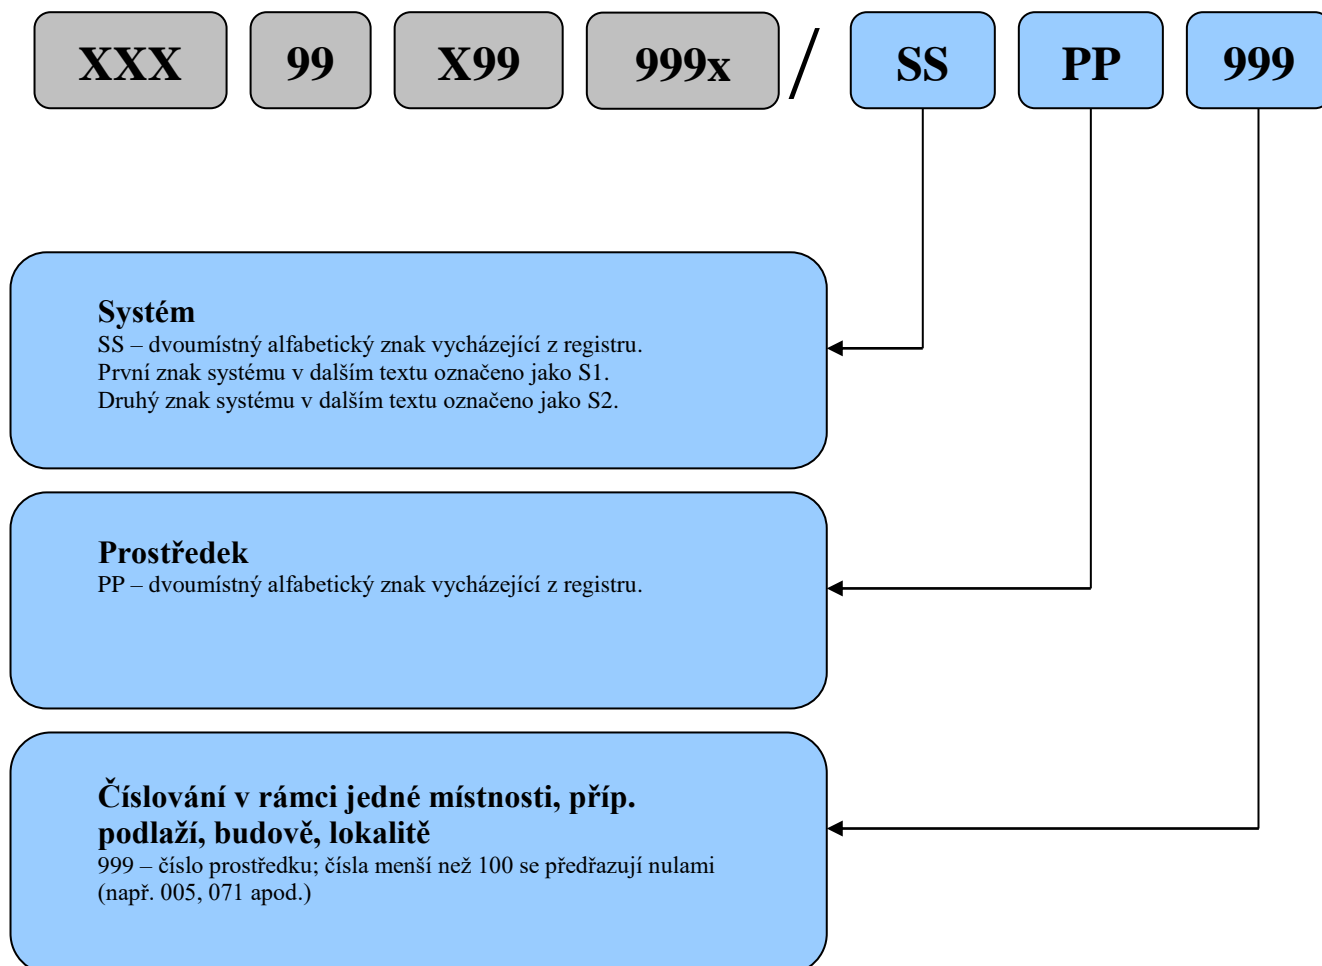 XXX 99 X99 999x / SS PP 999
Systém
SS – dvoumístný alfabetický znak vycházející z registru.
První znak systému v dalším textu označeno jako S1.
Druhý znak systému v dalším textu označeno jako S2.
Prostředek
PP – dvoumístný alfabetický znak vycházející z registru.
Číslování v rámci jedné místnosti, příp.
podlaží, budově, lokalitě
999 – číslo prostředku; čísla menší než 100 se předřazují nulami
(např. 005, 071 apod.)